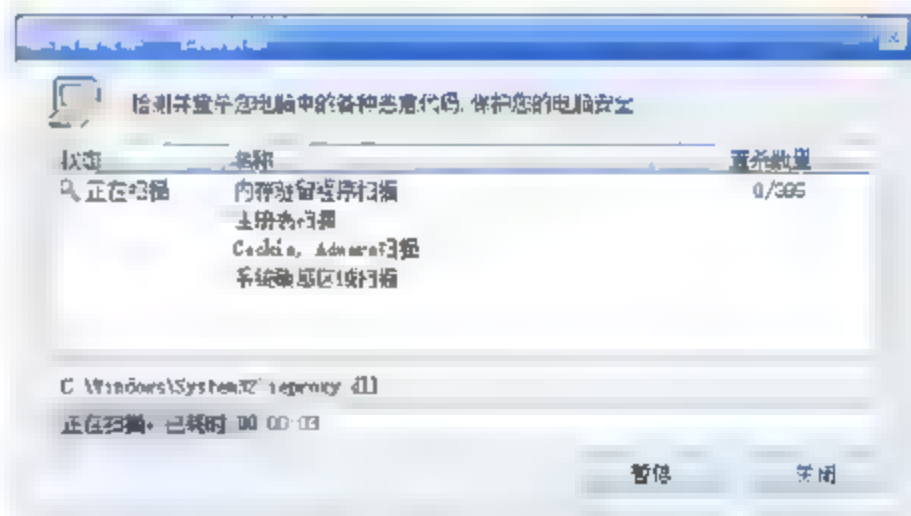 检测并查杀您电脑中的各种恶意代码,保护您的电脑安全
状态 名称 查杀数量
正在扫描 内存驻留程序扫描 0/385
注册表扫描
Cookie, Adware扫描
系统敏感区域扫描
C:\Windows\System32\ieproxy.dll
正在扫描,已耗时 00:00:03
暂停 关闭